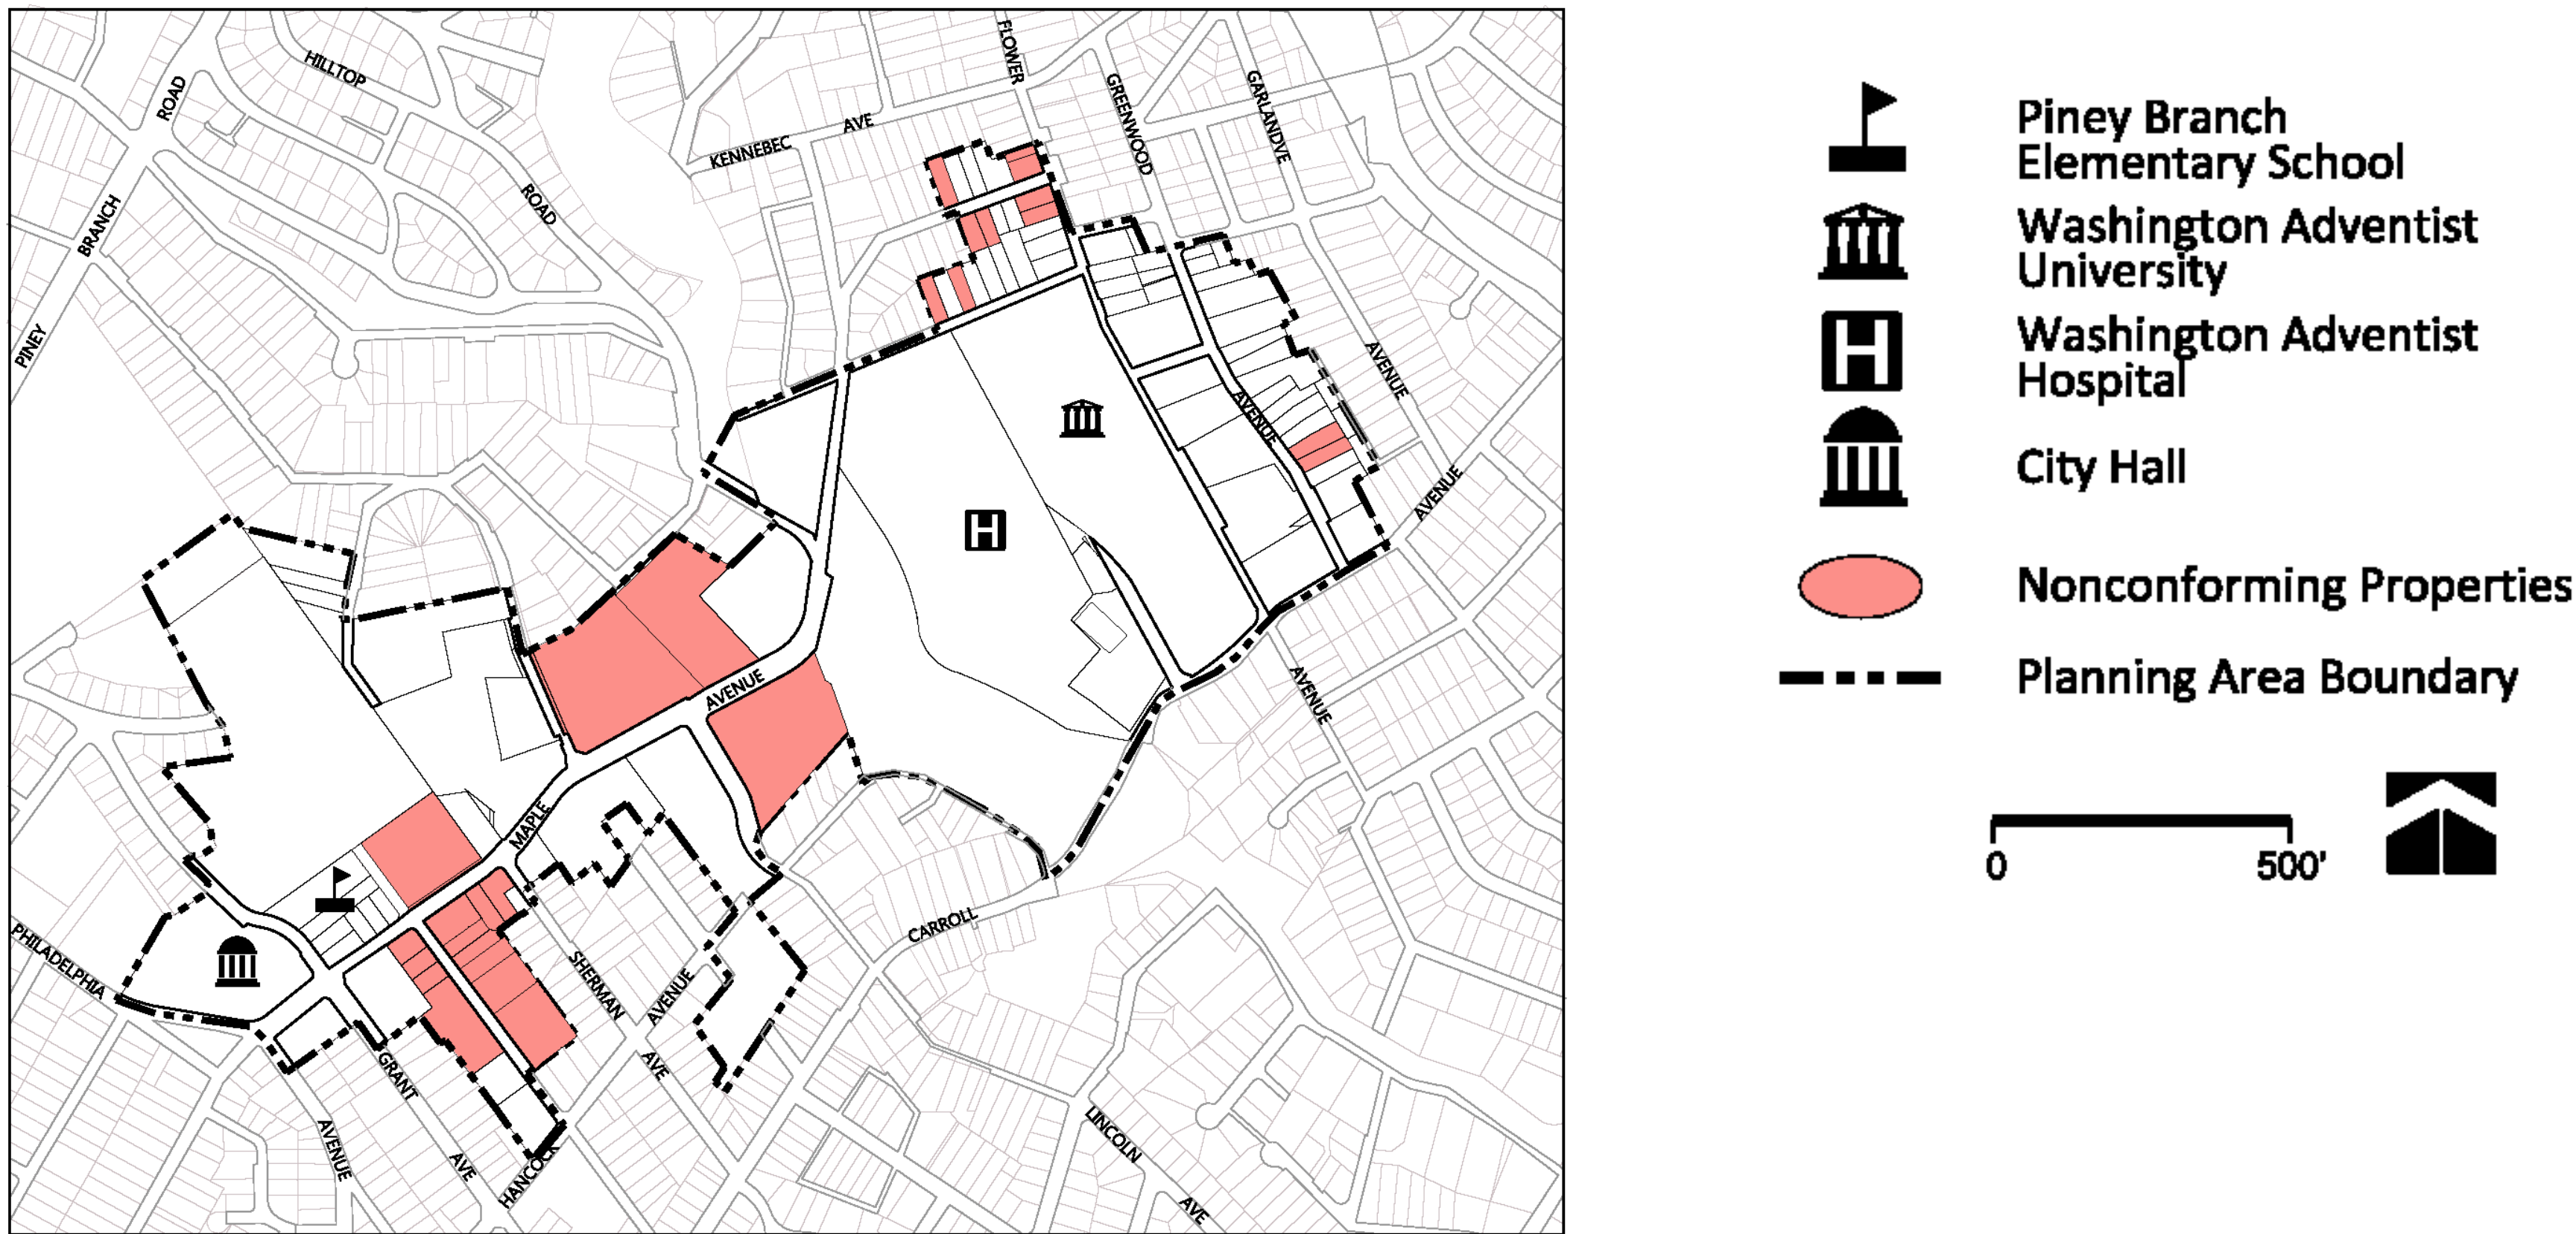 HILLTOP
ROAD
ROAD
PINEY
BRANCH
KENNEBEC
AVE
FLOWER
GREENWOOD
GARLANDVE
AVENUE
AVENUE
AVENUE
AVENUE
AVENUE
MAPLE
PHILADELPHIA
GRANT
AVE
AVENUE
HANCOCK
SHERMAN
AVE
AVENUE
CARROLL
LINCOLN
AVE
H
Piney Branch
Elementary School
Washington Adventist
University
H
Washington Adventist
Hospital
City Hall
Nonconforming Properties
Planning Area Boundary
0 500'